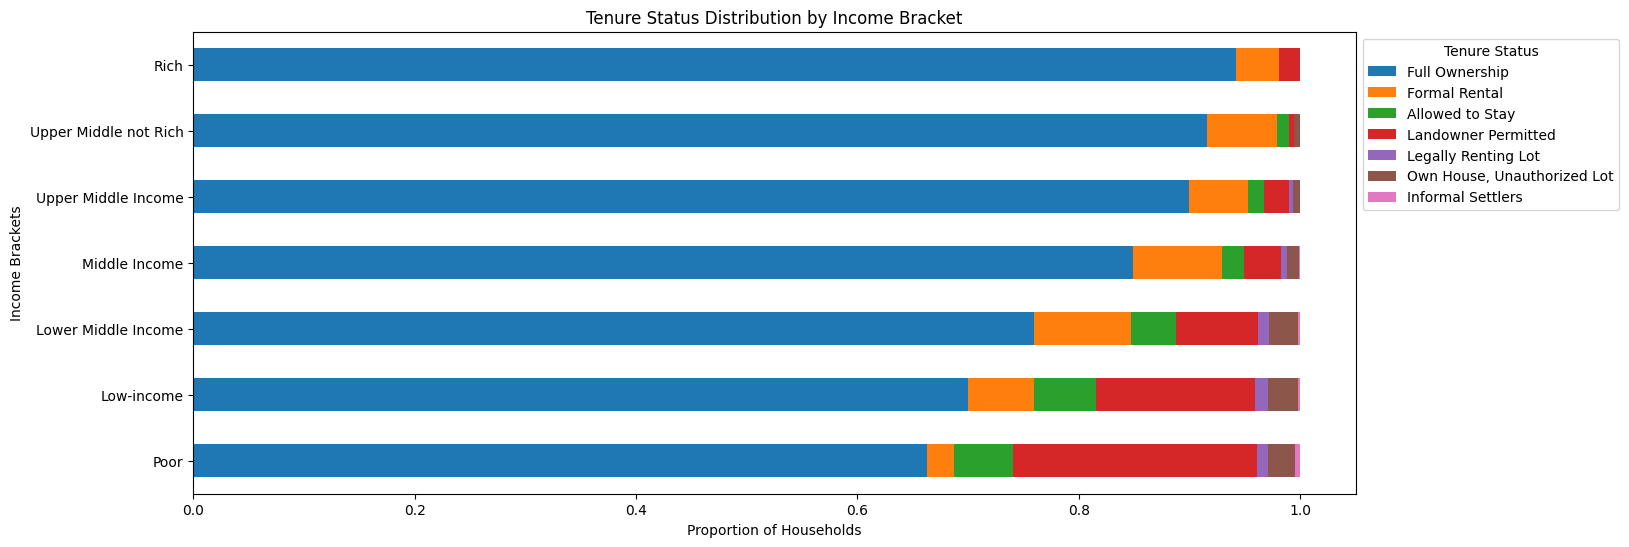 Tenure Status Distribution by Income Bracket
Income Brackets
Rich
Upper Middle not Rich
Upper Middle Income
Middle Income
Lower Middle Income
Low-income
Poor
0.0 0.2 0.4 0.6 0.8 1.0
Proportion of Households
Tenure Status
Full Ownership
Formal Rental
Allowed to Stay
Landowner Permitted
Legally Renting Lot
Own House, Unauthorized Lot
Informal Settlers